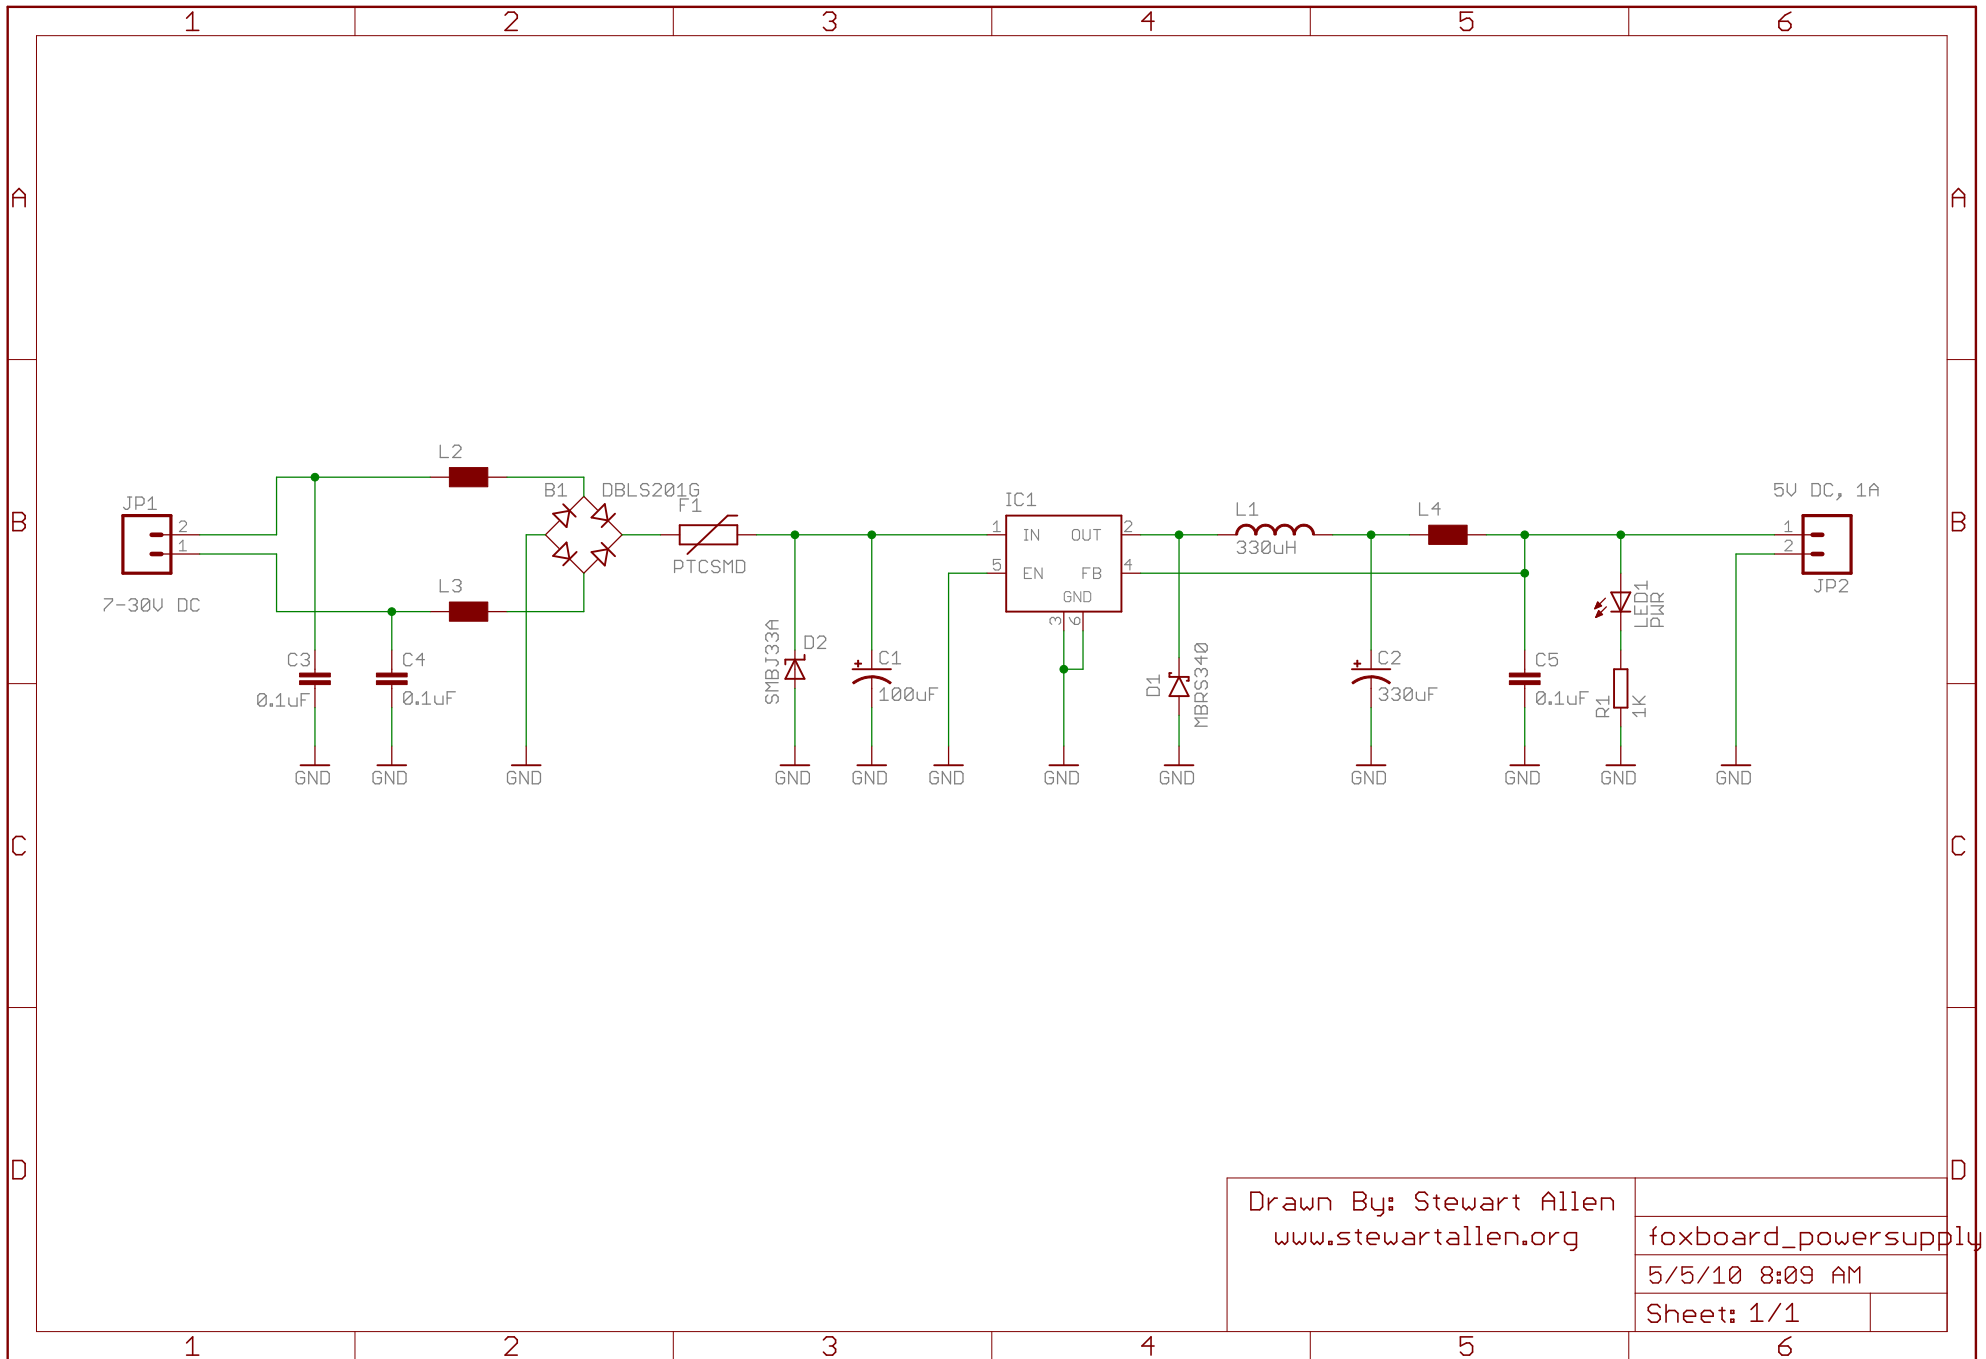 1 2 3 4 5 6
A A
L2
B1 DBLS201G
F1
JP1
2
1
7-30V DC
L3
PTCSMD
B B
IC1
1 IN OUT 2
5 EN FB 4
GND
3 6
L1
330uH
L4
5V DC, 1A
1
2
JP2
LED1
PWR
C3
0.1uF
C4
0.1uF
SMBJ33A
D2
C1
100uF
D1
MBRS340
C2
330uF
C5
0.1uF
R1
1K
GND GND GND GND GND GND GND GND GND GND GND GND
C C
D D
Drawn By: Stewart Allen
www.stewartallen.org
foxboard_powersupply
5/5/10 8:09 AM
Sheet: 1/1
1 2 3 4 5 6